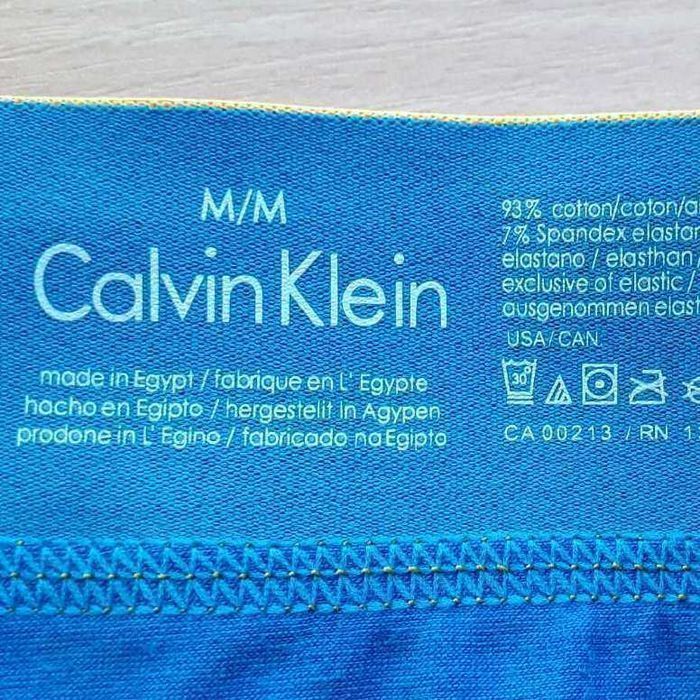 M/M
Calvin Klein
made in Egypt / fabrique en L' Egypte
hacho en Egipto / hergestelit in Agypen
prodone in L' Egino / fabricado na Egipto
93% cotton/coton/a
7% Spandex elastan
elastano / elasthan /
exclusive of elastic /
ausgenommen elast
USA/CAN.
30°
CA 00213 / RN 1